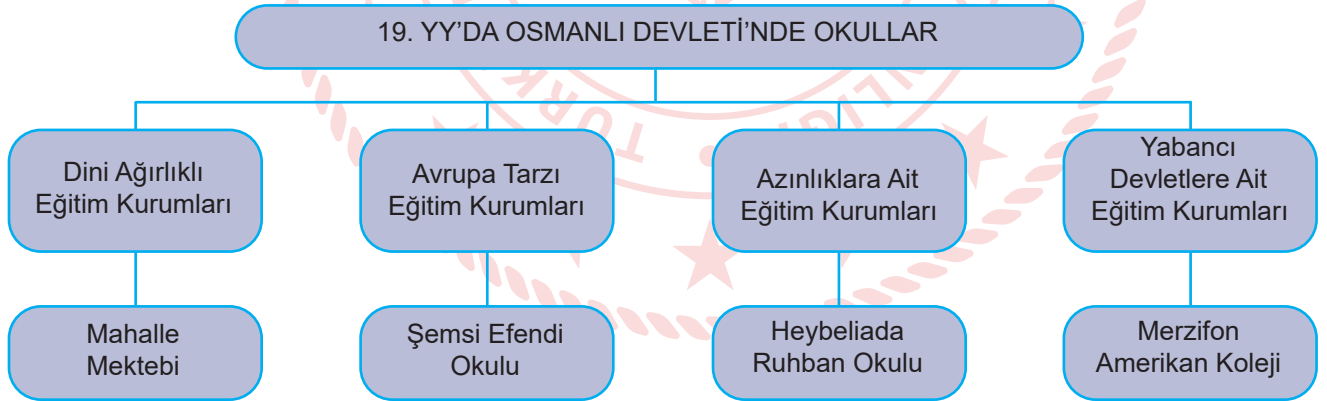 19. YY’DA OSMANLI DEVLETİ’NDE OKULLAR
Dini Ağırlıklı
Eğitim Kurumları
Avrupa Tarzı
Eğitim Kurumları
Azınlıklara Ait
Eğitim Kurumları
Yabancı
Devletlere Ait
Eğitim Kurumları
Mahalle
Mektebi
Şemsi Efendi
Okulu
Heybeliada
Ruhban Okulu
Merzifon
Amerikan Koleji